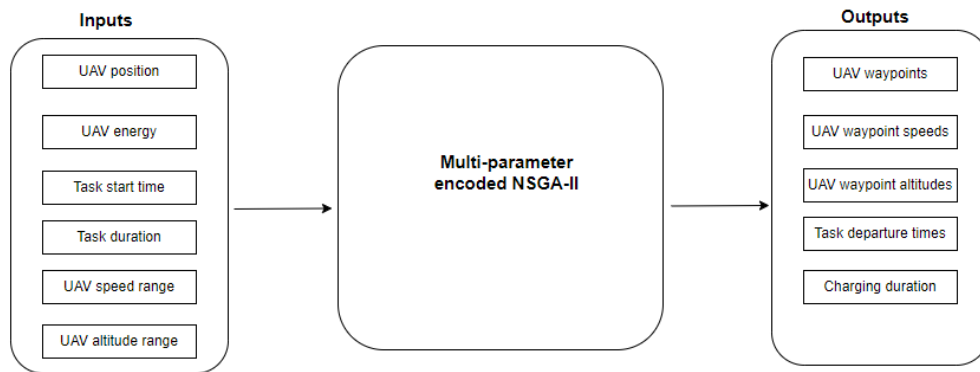 Inputs
UAV position
UAV energy
Task start time
Task duration
UAV speed range
UAV altitude range
Multi-parameter
encoded NSGA-II
Outputs
UAV waypoints
UAV waypoint speeds
UAV waypoint altitudes
Task departure times
Charging duration